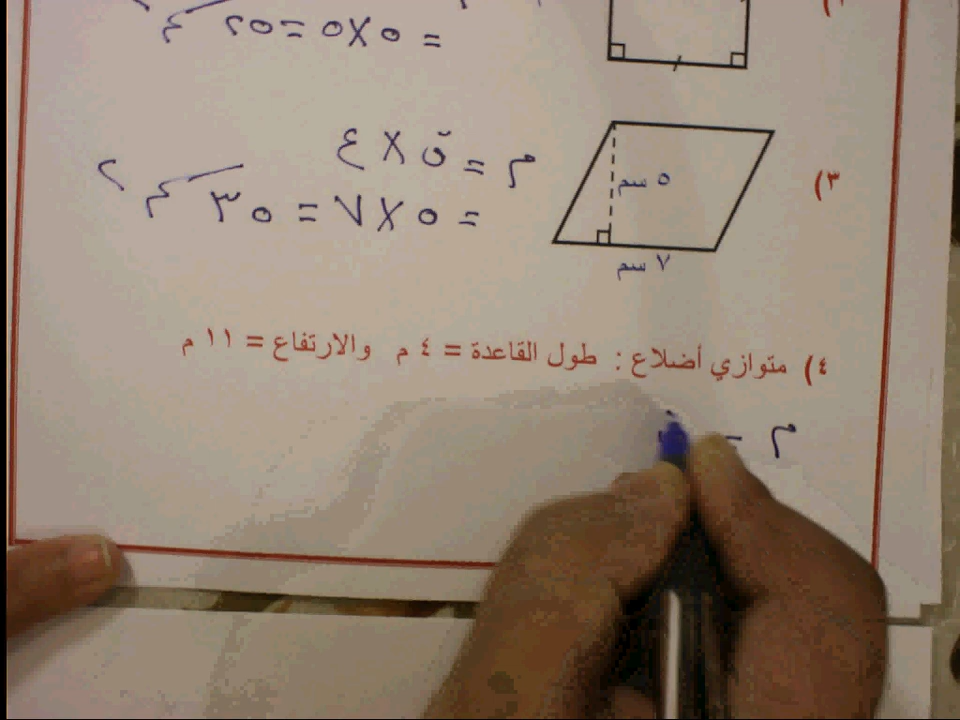 = ٥×٥ = ٢٥ سم
٣)
م = ق × ع
٥ سم
= ٥×٧ = ٣٥ سم٢
٧ سم
٤) متوازي أضلاع : طول القاعدة = ٤ م والارتفاع = ١١ م
م =